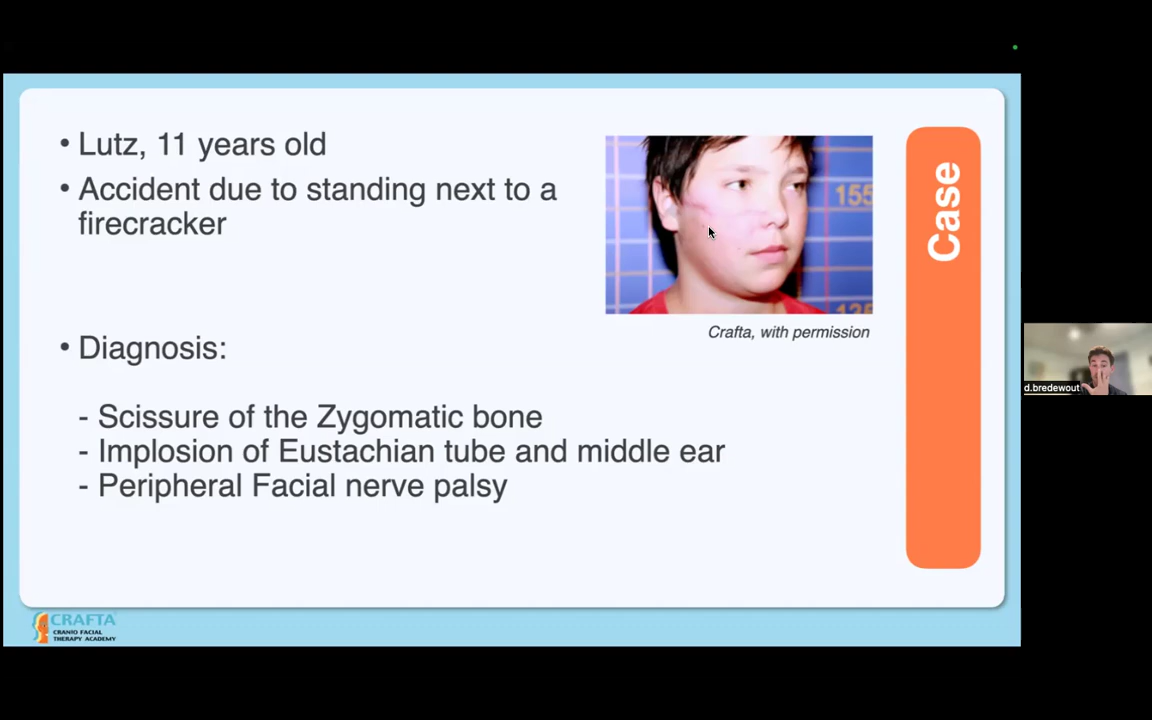 • Lutz, 11 years old
• Accident due to standing next to a
firecracker
155
Crafta, with permission
Case
• Diagnosis:
- Scissure of the Zygomatic bone
- Implosion of Eustachian tube and middle ear
- Peripheral Facial nerve palsy
d.bredewout
CRAFTA
CRANIO FACIAL
THERAPY ACADEMY